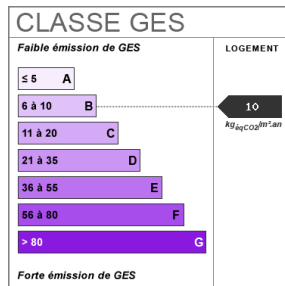 CLASSE GES
Faible émission de GES
LOGEMENT
≤ 5 A
6 à 10 B
10
kgéqCO2/m².an
11 à 20 C
21 à 35 D
36 à 55 E
56 à 80 F
> 80 G
Forte émission de GES